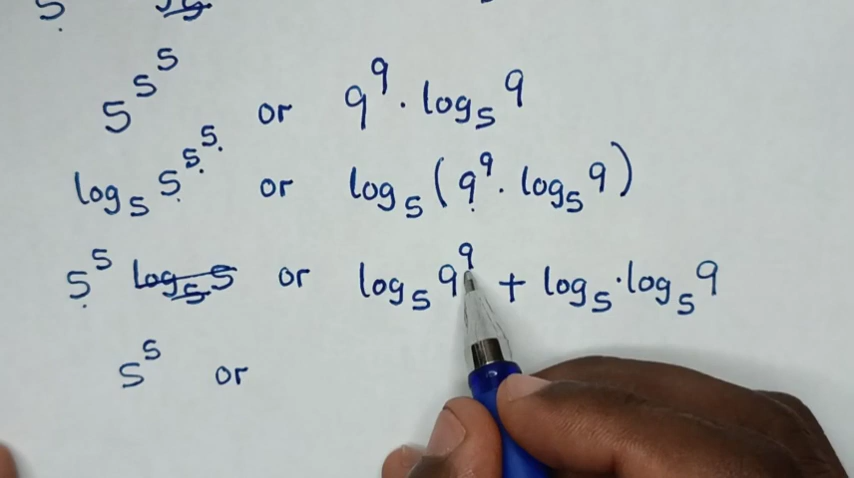 5^5^5 or 9^9 · log_5 9
log_5 5^5^5 or log_5 (9^9 · log_5 9)
5^5 log_5 5 or log_5 9^9 + log_5 · log_5 9
5^5 or